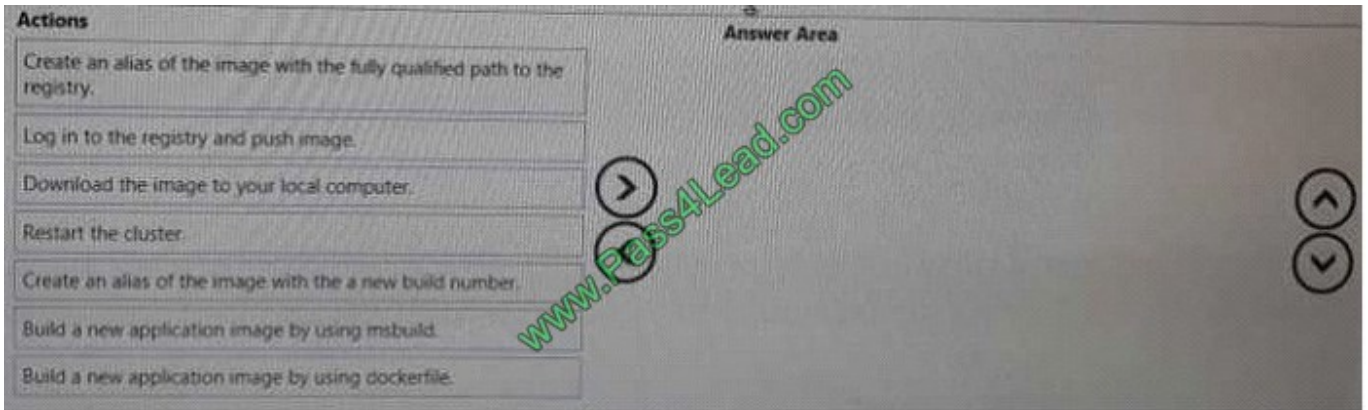 Actions
Answer Area
Create an alias of the image with the fully qualified path to the
registry.
Log in to the registry and push image.
Download the image to your local computer.
Restart the cluster.
Create an alias of the image with the a new build number.
Build a new application image by using msbuild.
Build a new application image by using dockerfile.
www.Pass4Lead.com